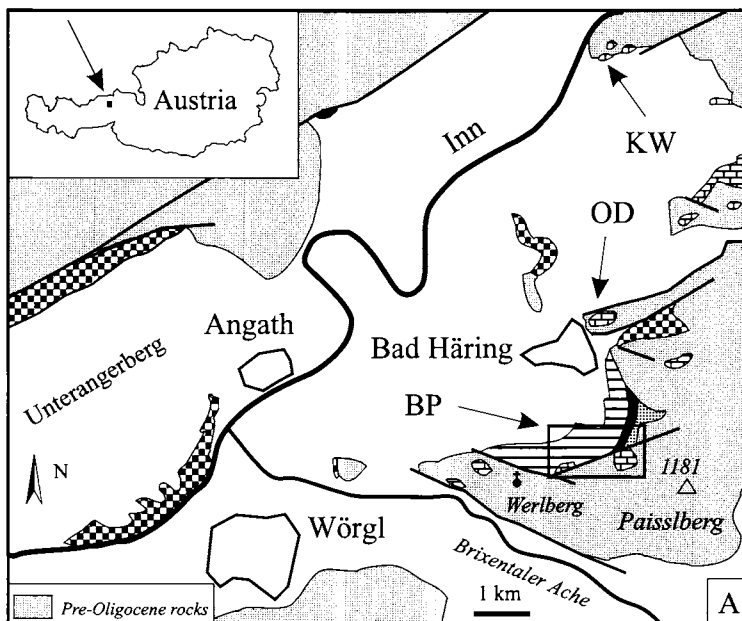 Austria
Inn
KW
OD
Angath
Bad Häring
Unterangerberg
BP
N
1181
Werlberg
Paisslberg
Wörgl
Brixentaler Ache
1 km
Pre-Oligocene rocks
A